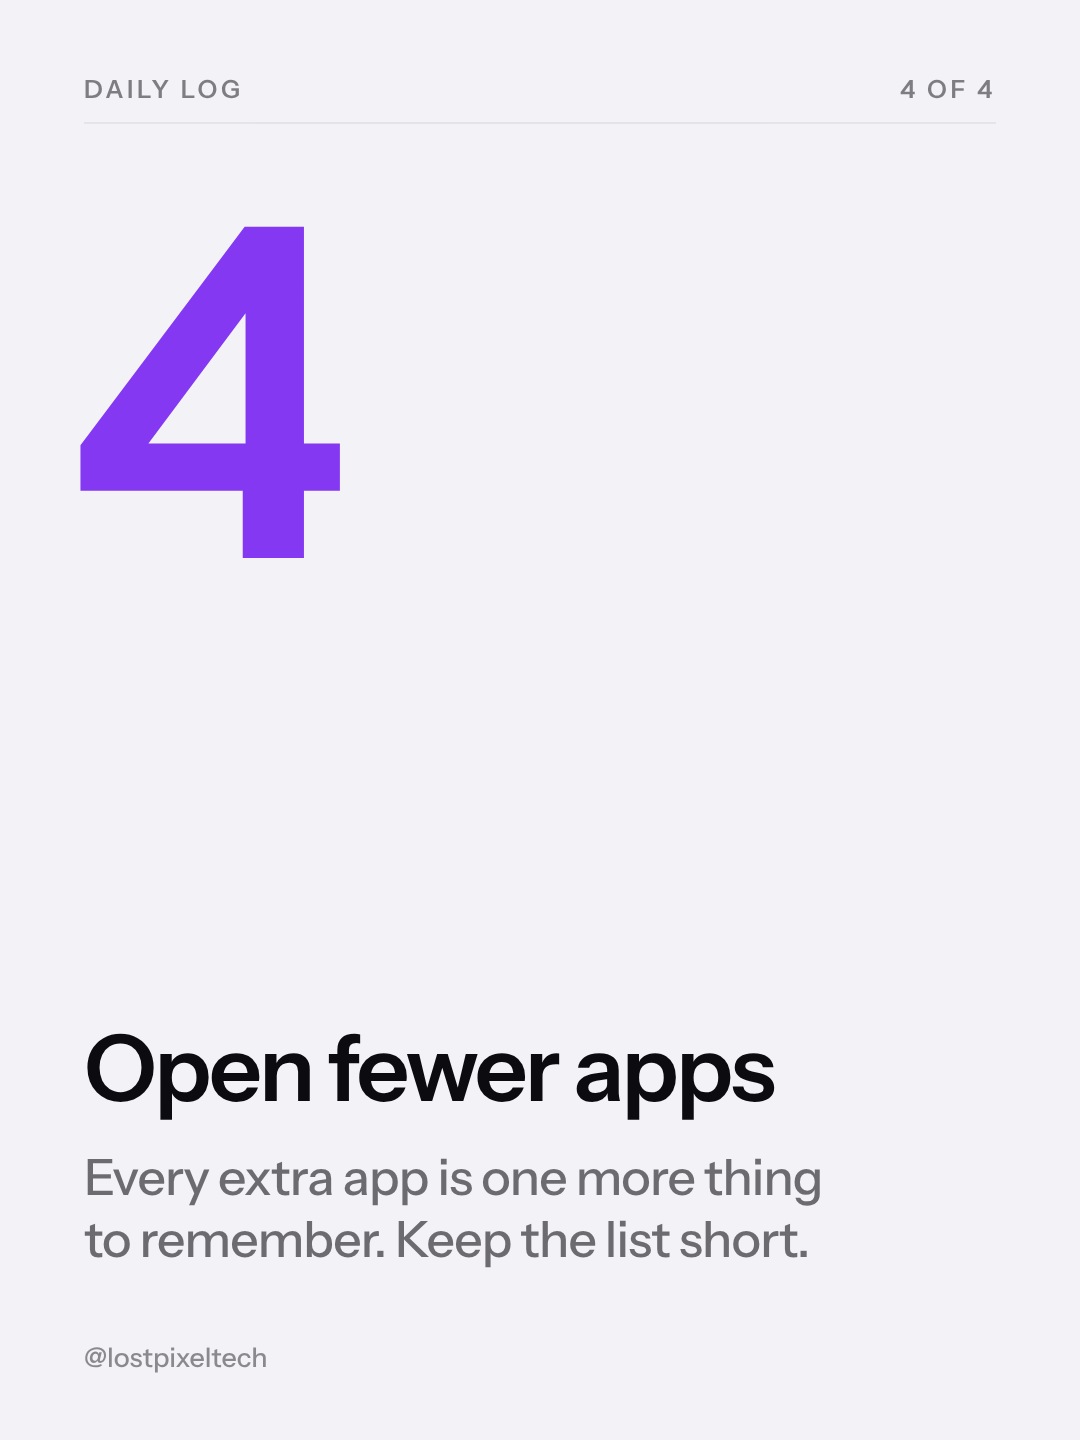 DAILY LOG
4 OF 4
4
Open fewer apps
Every extra app is one more thing
to remember. Keep the list short.
@lostpixeltech